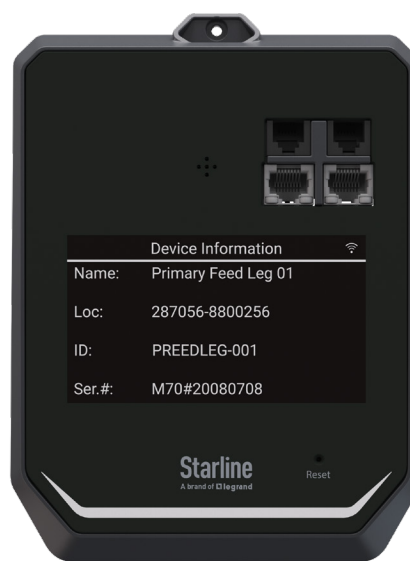 Device Information
Name: Primary Feed Leg 01
Loc: 287056-8800256
ID: PREEDLEG-001
Ser.#: M70#20080708
Starline
A brand of legrand
Reset